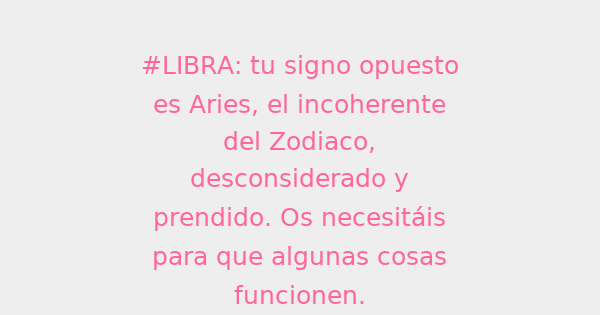 #LIBRA: tu signo opuesto
es Aries, el incoherente
del Zodiaco,
desconsiderado y
prendido. Os necesitáis
para que algunas cosas
funcionen.